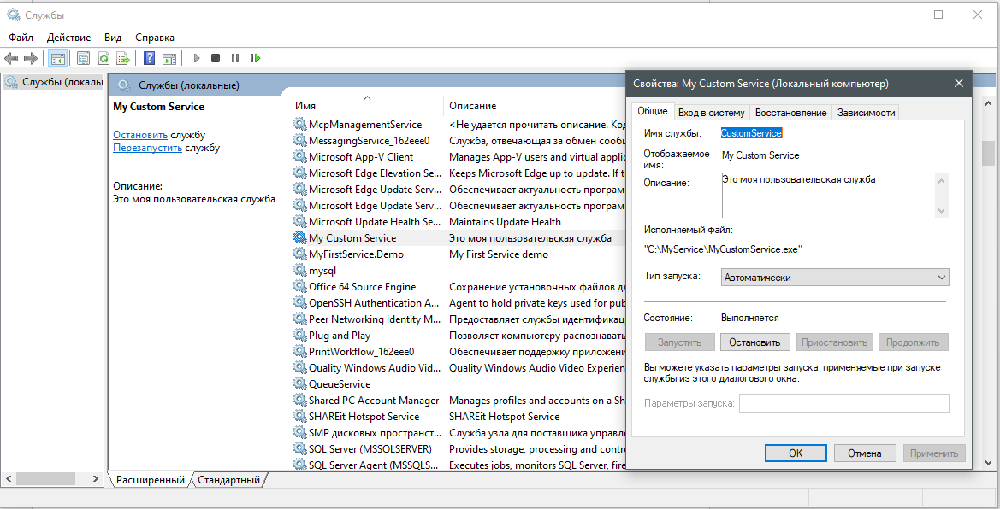 Службы
Файл Действие Вид Справка
Службы (локаль
Службы (локальные)
My Custom Service
Остановить службу
Перезапустить службу
Описание:
Это моя пользовательская служба
Имя Описание
McpManagementService <Не удается прочитать описание. Код
MessagingService_162eee0 Служба, отвечающая за обмен сообщ
Microsoft App-V Client Manages App-V users and virtual applic
Microsoft Edge Elevation Se... Keeps Microsoft Edge up to update. If t
Microsoft Edge Update Serv... Обеспечивает актуальность програм
Microsoft Edge Update Serv... Обеспечивает актуальность програм
Microsoft Update Health Se... Maintains Update Health
My Custom Service Это моя пользовательская служба
MyFirstService.Demo My First Service demo
mysql
Office 64 Source Engine Сохранение установочных файлов дл
OpenSSH Authentication A... Agent to hold private keys used for pub
Peer Networking Identity M... Предоставляет службы идентификац
Plug and Play Позволяет компьютеру распознавать
PrintWorkflow_162eee0 Обеспечивает поддержку приложени
Quality Windows Audio Vid... Quality Windows Audio Video Experien
QueueService
Shared PC Account Manager Manages profiles and accounts on a Sh
SHAREit Hotspot Service SHAREit Hotspot Service
SMP дисковых пространст... Служба узла для поставщика управле
SQL Server (MSSQLSERVER) Provides storage, processing and contr
SQL Server Agent (MSSQLS... Executes jobs, monitors SQL Server, fire
Расширенный Стандартный
Свойства: My Custom Service (Локальный компьютер)
Общие Вход в систему Восстановление Зависимости
Имя службы: CustomService
Отображаемое
имя: My Custom Service
Описание: Это моя пользовательская служба
Исполняемый файл:
"C:\MyService\MyCustomService.exe"
Тип запуска: Автоматически
Состояние: Выполняется
Запустить Остановить Приостановить Продолжить
Вы можете указать параметры запуска, применяемые при запуске
службы из этого диалогового окна.
Параметры запуска:
OK Отмена Применить